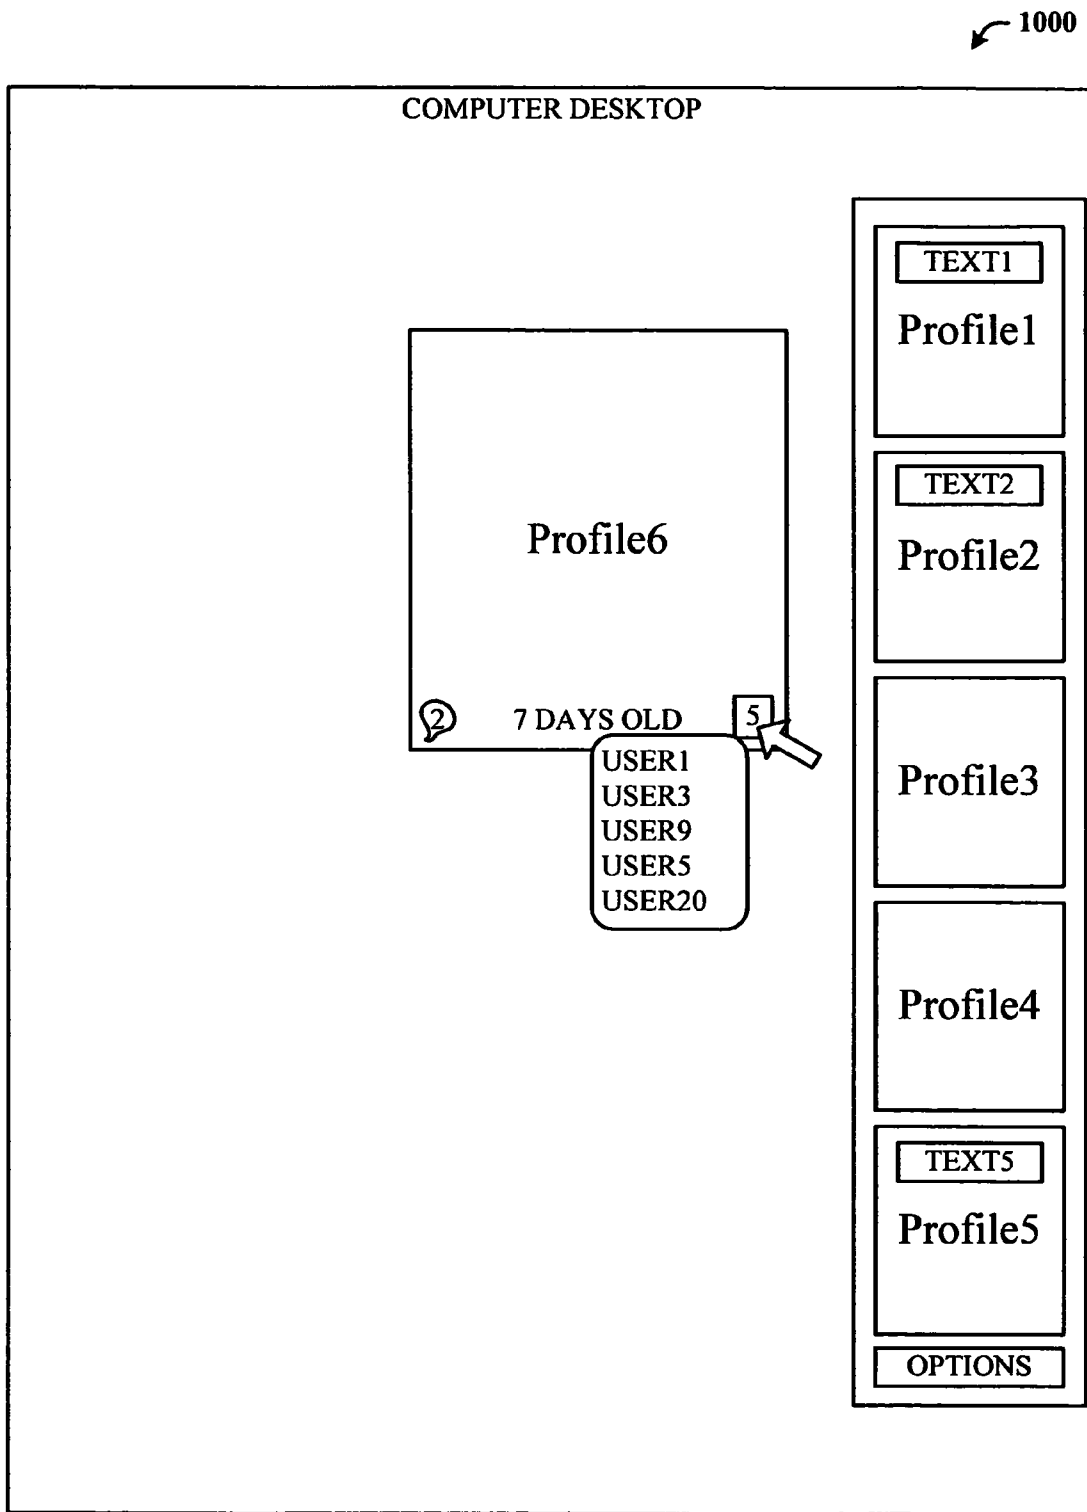 1000
COMPUTER DESKTOP
TEXT1
Profile1
TEXT2
Profile2
Profile6
2
7 DAYS OLD
5
USER1
USER3
USER9
USER5
USER20
Profile3
Profile4
TEXT5
Profile5
OPTIONS